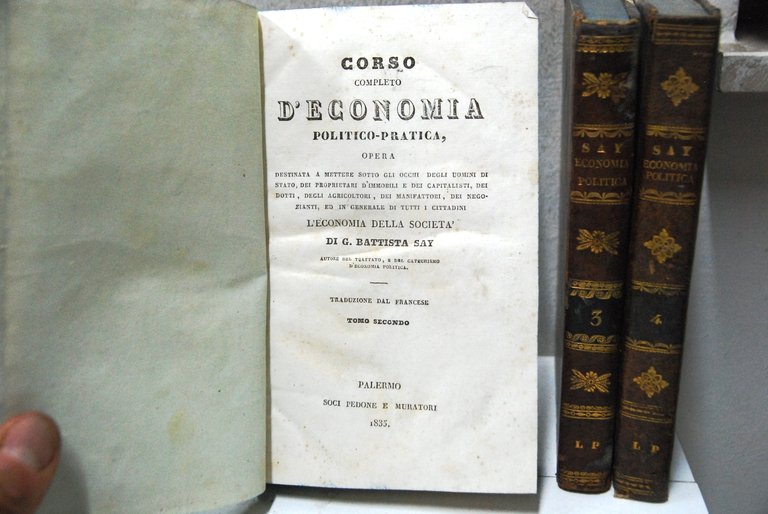 CORSO
COMPLETO
D'ECONOMIA
POLITICO-PRATICA,
OPERA
DESTINATA A METTERE SOTTO GLI OCCHI DEGLI UOMINI DI
STATO, DEI PROPRIETARI D'IMMOBILI E DEI CAPITALISTI, DEI
DOTTI, DEGLI AGRICOLTORI, DEI MANIFATTORI, DEI NEGO-
ZIANTI, ED IN GENERALE DI TUTTI I CITTADINI
L'ECONOMIA DELLA SOCIETA'
DI G. BATTISTA SAY
AUTORE DEL TRATTATO, E DEL CATECHISMO
D'ECONOMIA POLITICA.
TRADUZIONE DAL FRANCESE
TOMO SECONDO
PALERMO
SOCI PEDONE E MURATORI
1835.
SAY
ECONOMIA
POLITICA
3
L P
SAY
ECONOMIA
POLITICA
4
L P